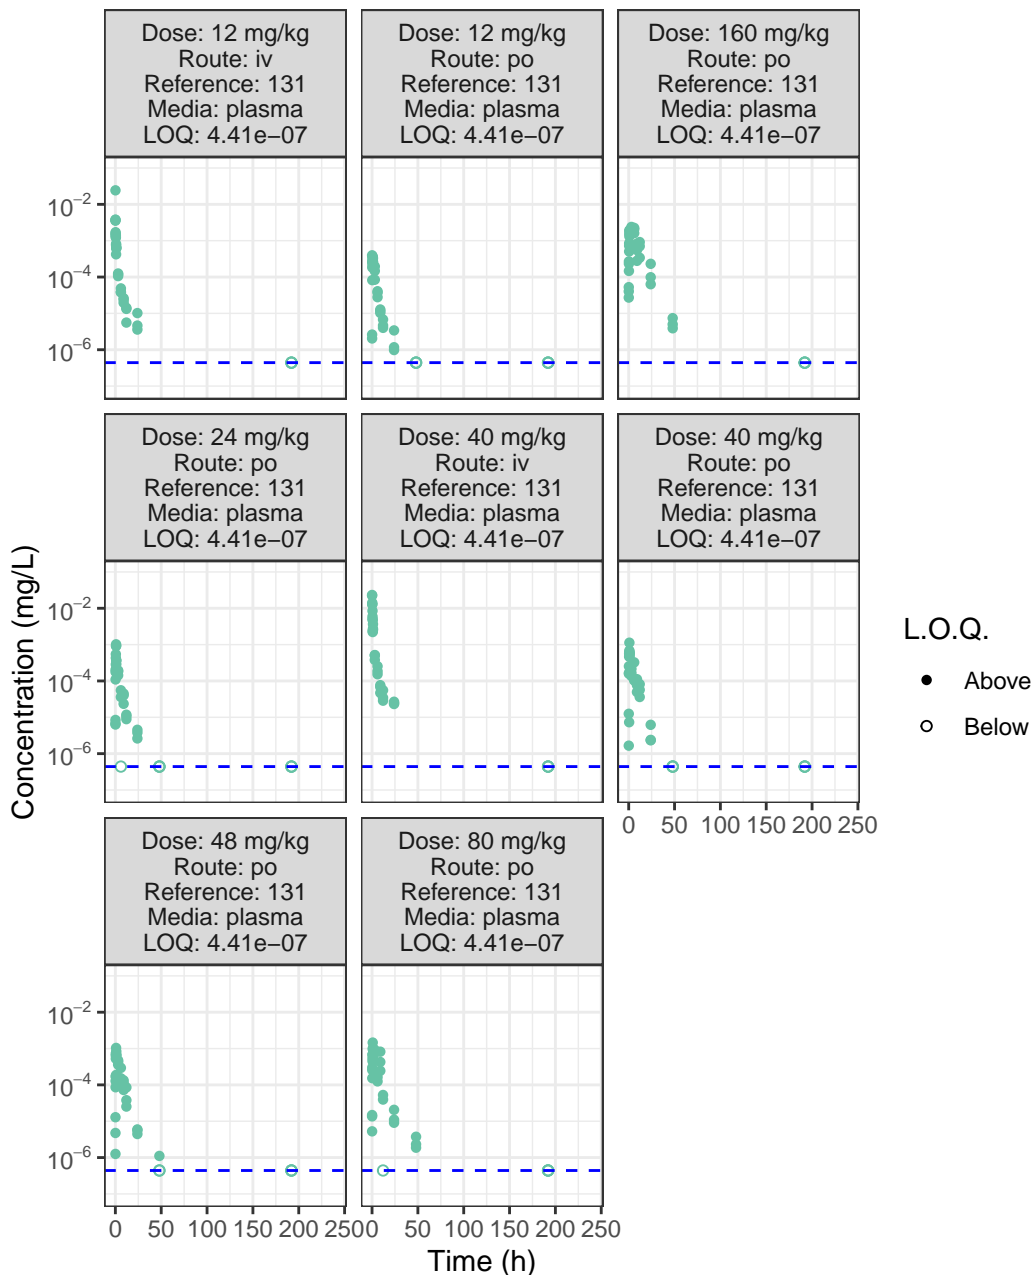 Dose: 12 mg/kg
Route: iv
Reference: 131
Media: plasma
LOQ: 4.41e−07
Dose: 12 mg/kg
Route: po
Reference: 131
Media: plasma
LOQ: 4.41e−07
Dose: 160 mg/kg
Route: po
Reference: 131
Media: plasma
LOQ: 4.41e−07
10⁻²
10⁻⁴
10⁻⁶
Dose: 24 mg/kg
Route: po
Reference: 131
Media: plasma
LOQ: 4.41e−07
Dose: 40 mg/kg
Route: iv
Reference: 131
Media: plasma
LOQ: 4.41e−07
Dose: 40 mg/kg
Route: po
Reference: 131
Media: plasma
LOQ: 4.41e−07
Concentration (mg/L)
10⁻²
10⁻⁴
10⁻⁶
0 50 100 150 200 250
L.O.Q.
Above
Below
Dose: 48 mg/kg
Route: po
Reference: 131
Media: plasma
LOQ: 4.41e−07
Dose: 80 mg/kg
Route: po
Reference: 131
Media: plasma
LOQ: 4.41e−07
10⁻²
10⁻⁴
10⁻⁶
0 50 100 150 200 250
0 50 100 150 200 250
Time (h)